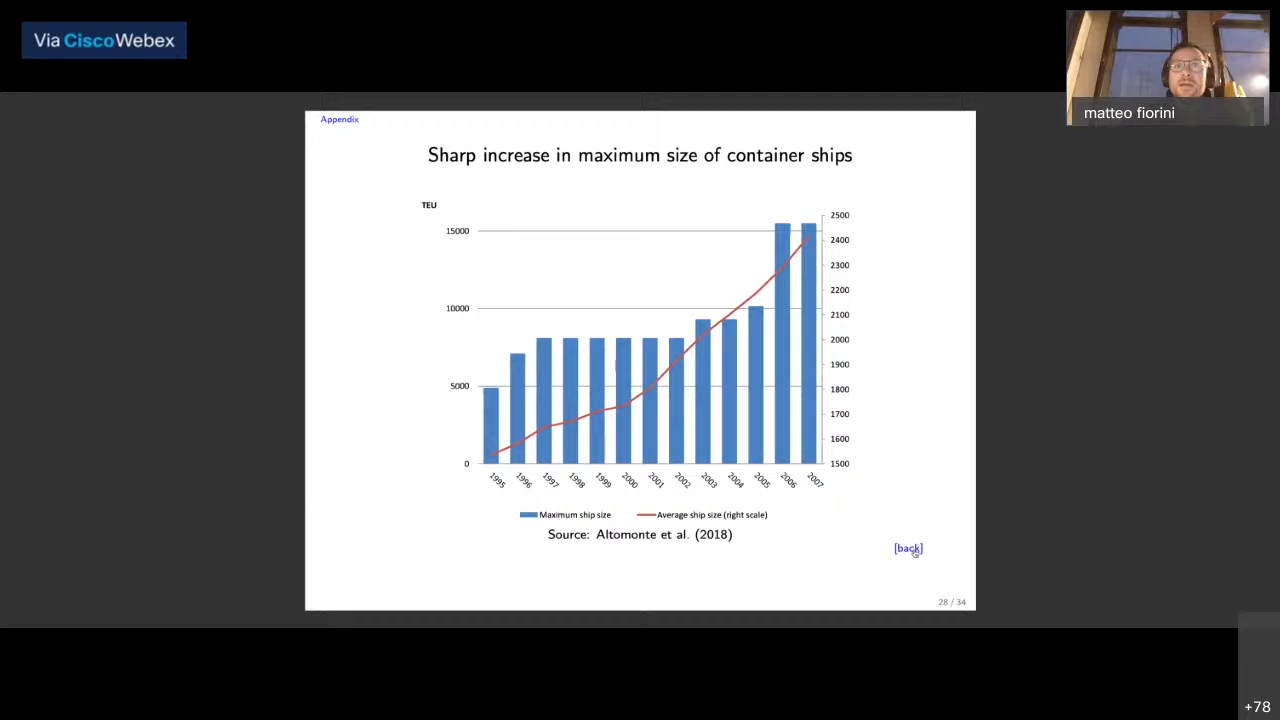 Via Cisco Webex
matteo fiorini
Appendix
Sharp increase in maximum size of container ships
TEU
15000
10000
5000
0
2500
2400
2300
2200
2100
2000
1900
1800
1700
1600
1500
1995 1996 1997 1998 1999 2000 2001 2002 2003 2004 2005 2006 2007
Maximum ship size Average ship size (right scale)
Source: Altomonte et al. (2018)
[back]
28 / 34
+78